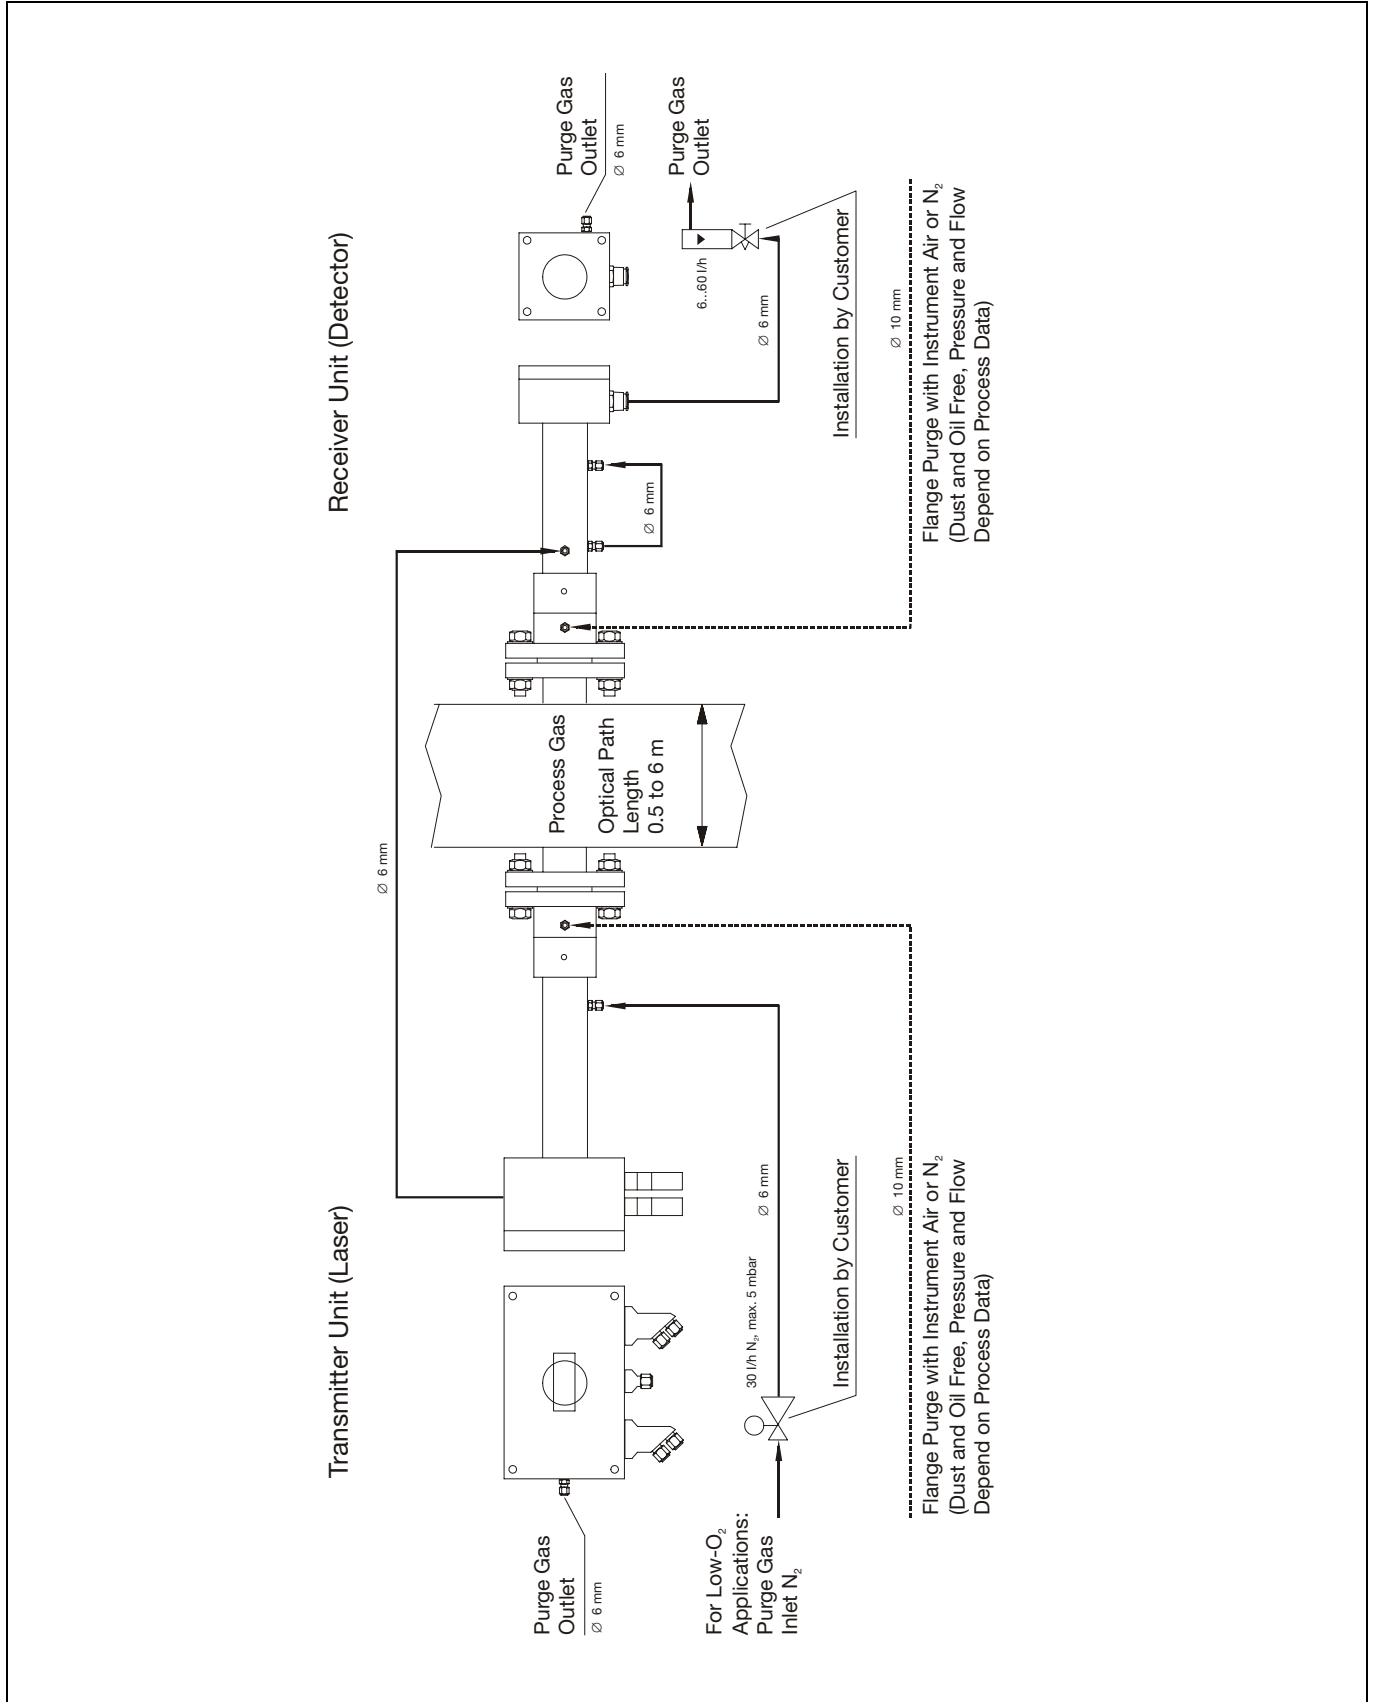 Transmitter Unit (Laser)
Receiver Unit (Detector)
Ø 6 mm
Purge Gas
Outlet
Ø 6 mm
Process Gas
Optical Path
Length
0.5 to 6 m
Purge Gas
Outlet
Ø 6 mm
Ø 6 mm
Purge Gas
Outlet
6...60 l/h
Ø 6 mm
For Low-O₂
Applications:
Purge Gas
Inlet N₂
30 l/h N₂, max. 5 mbar
Ø 6 mm
Installation by Customer
Installation by Customer
Ø 10 mm
Flange Purge with Instrument Air or N₂
(Dust and Oil Free, Pressure and Flow
Depend on Process Data)
Ø 10 mm
Flange Purge with Instrument Air or N₂
(Dust and Oil Free, Pressure and Flow
Depend on Process Data)